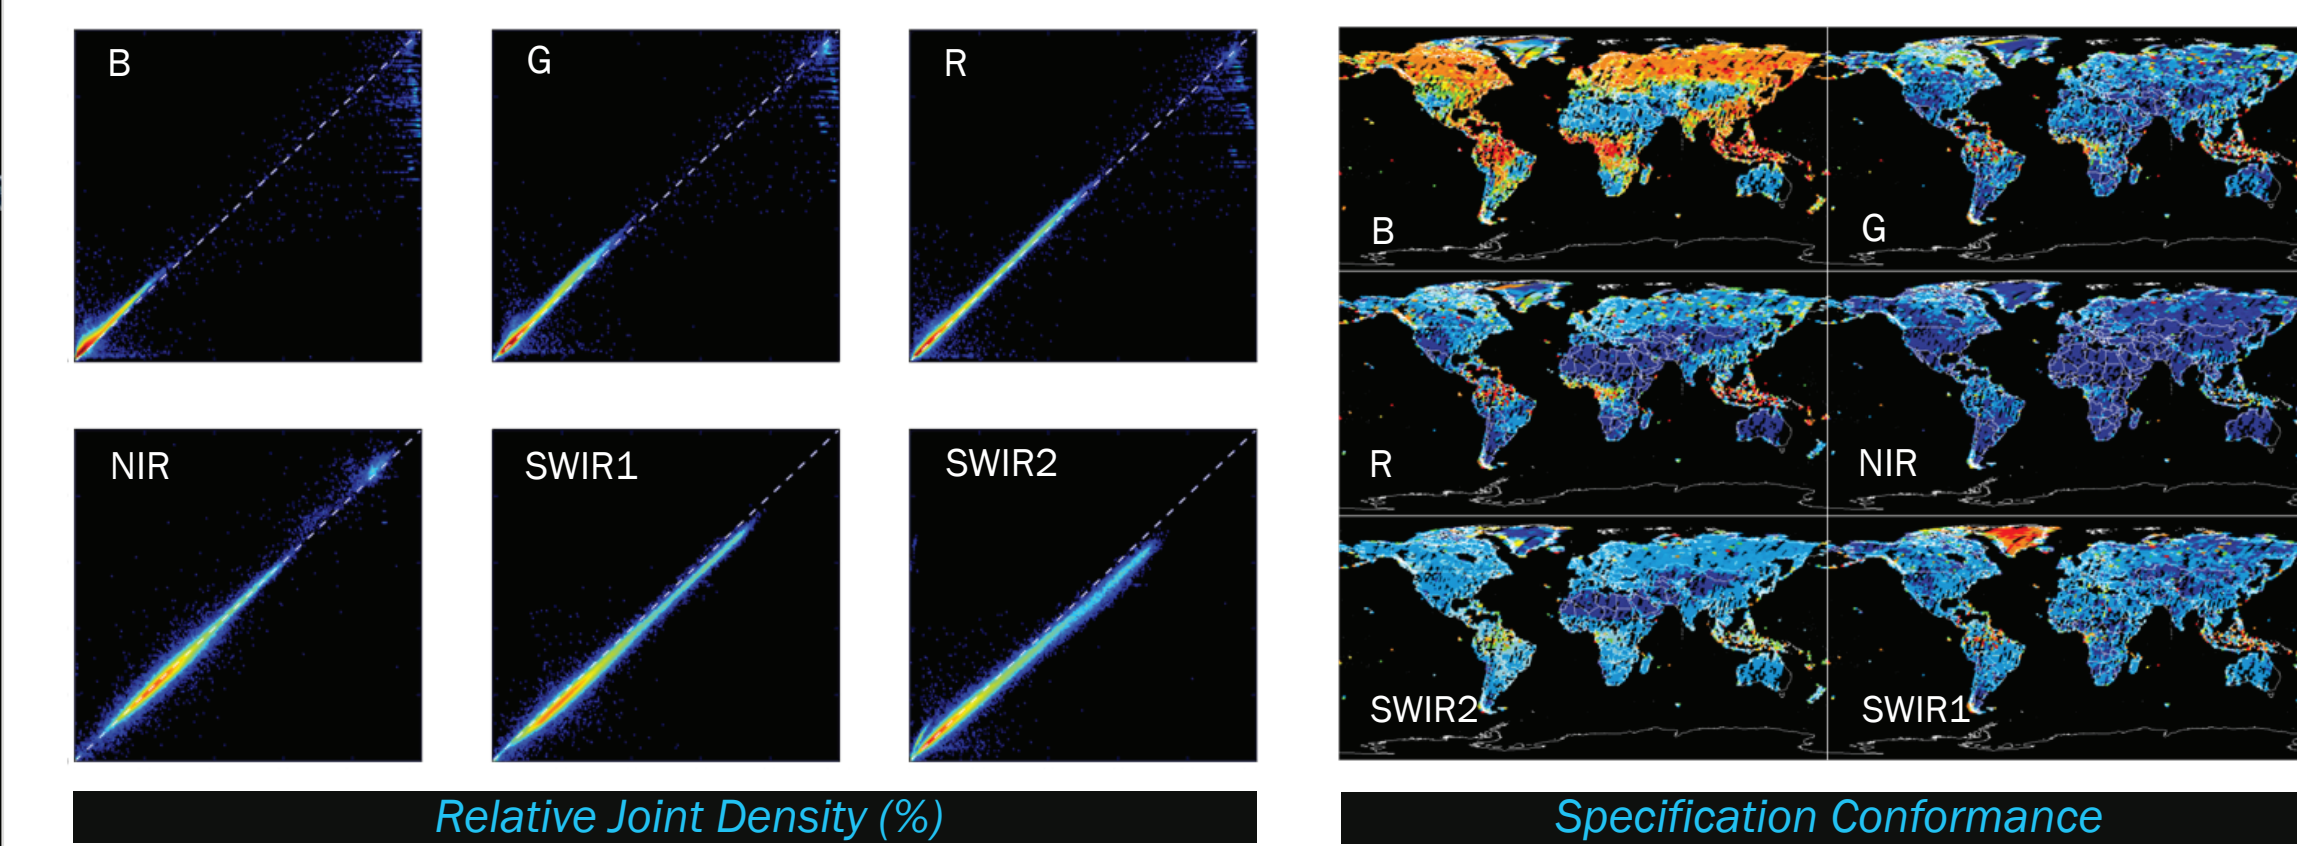 B
G
R
NIR
SWIR1
SWIR2
Relative Joint Density (%)
B
G
R
NIR
SWIR2
SWIR1
Specification Conformance